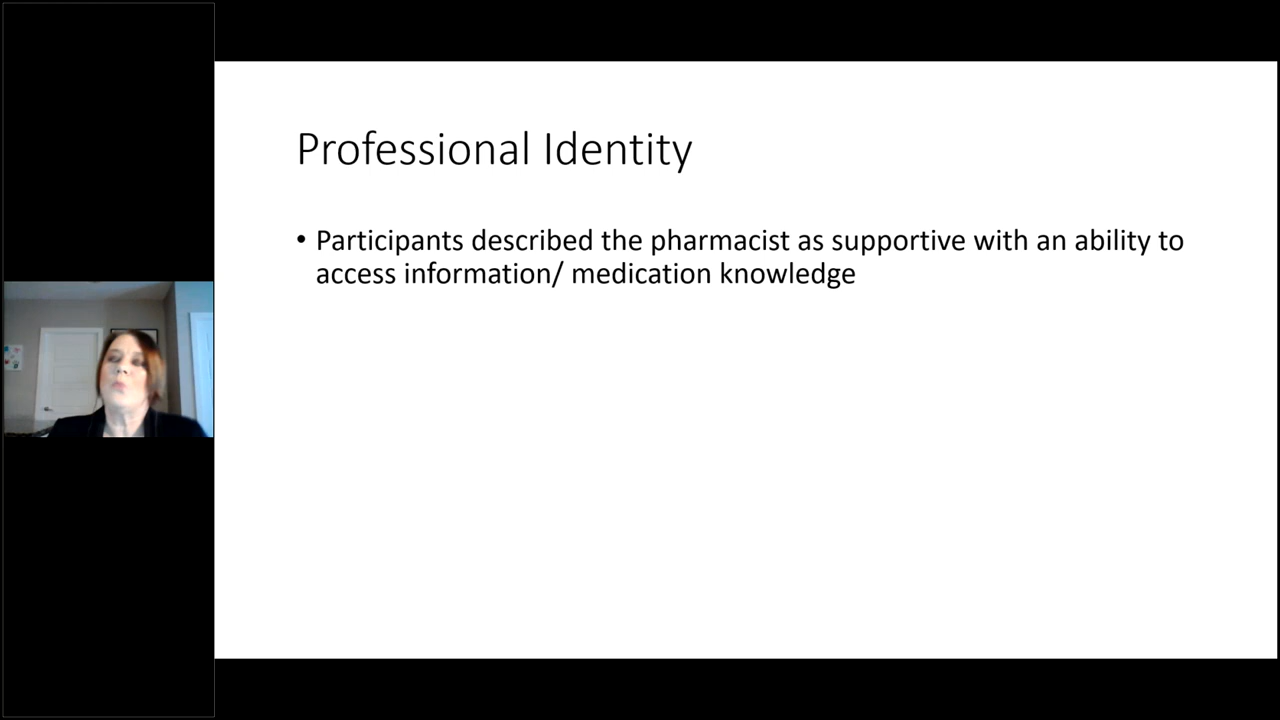 Professional Identity
• Participants described the pharmacist as supportive with an ability to
access information/ medication knowledge